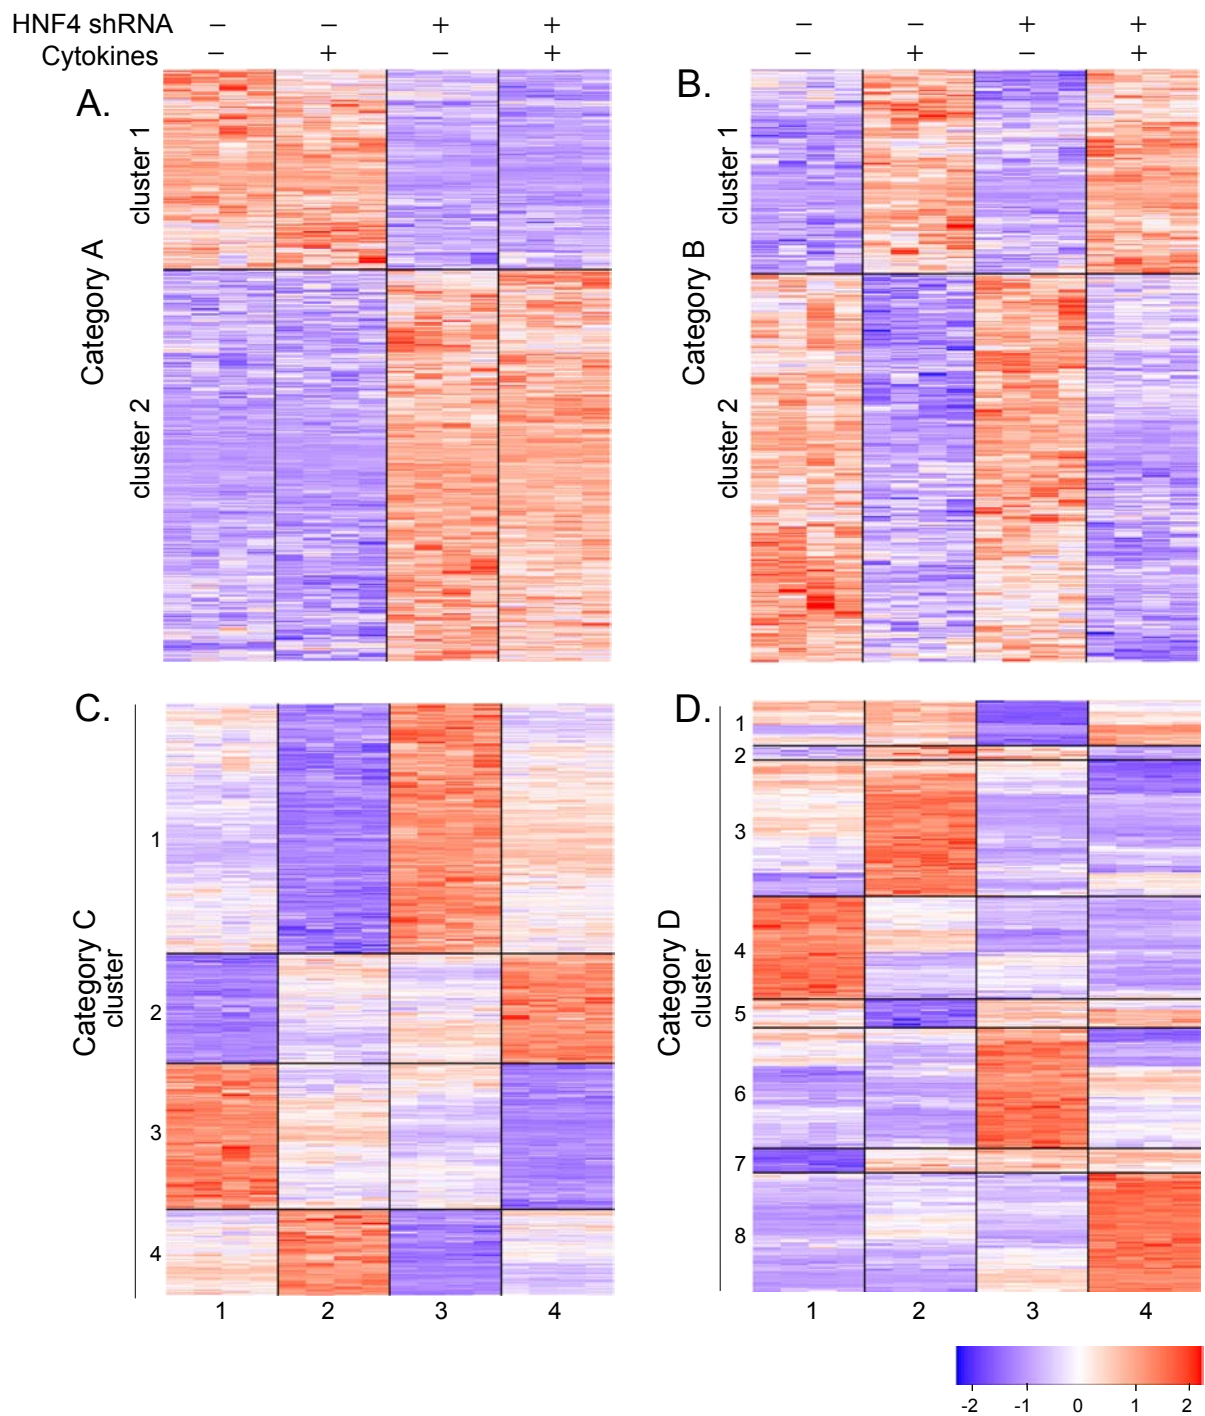 HNF4 shRNA − − + + − − + +
Cytokines − + − + − + − +
A.
B.
cluster 1
cluster 1
Category A
Category B
cluster 2
cluster 2
C.
D.
1
2
3
4
Category C
cluster
1
2
3
4
5
6
7
8
Category D
cluster
1 2 3 4
1 2 3 4
-2 -1 0 1 2